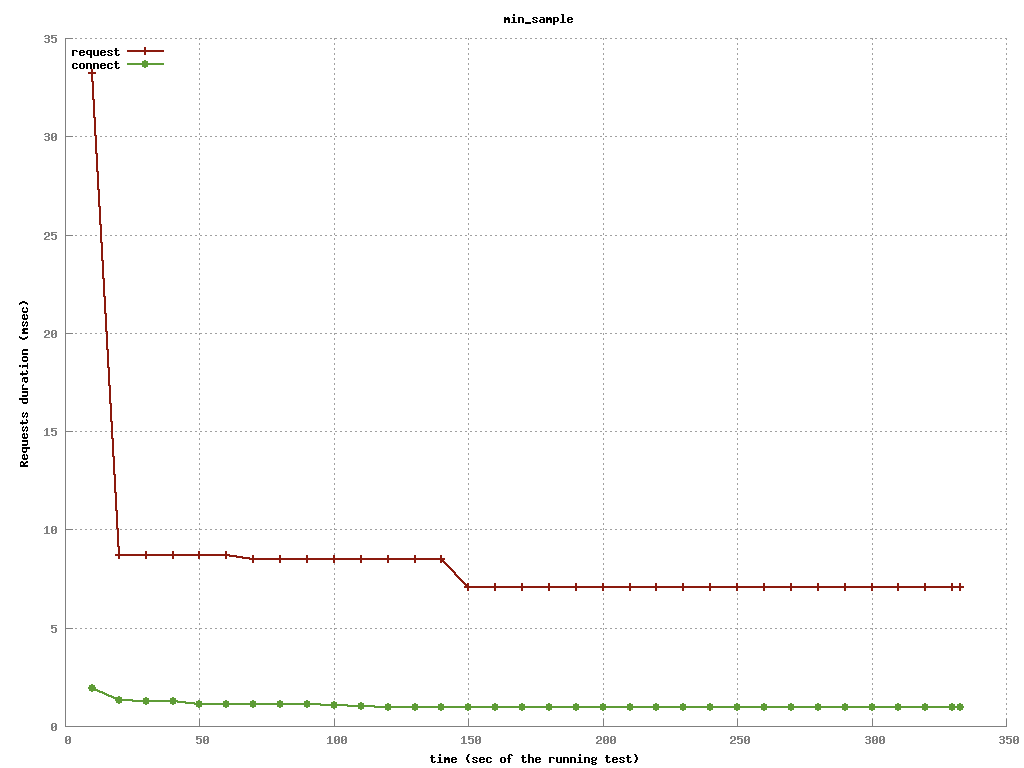 min_sample
35
request
connect
30
25
20
15
10
5
0
Requests duration (msec)
0 50 100 150 200 250 300 350
time (sec of the running test)